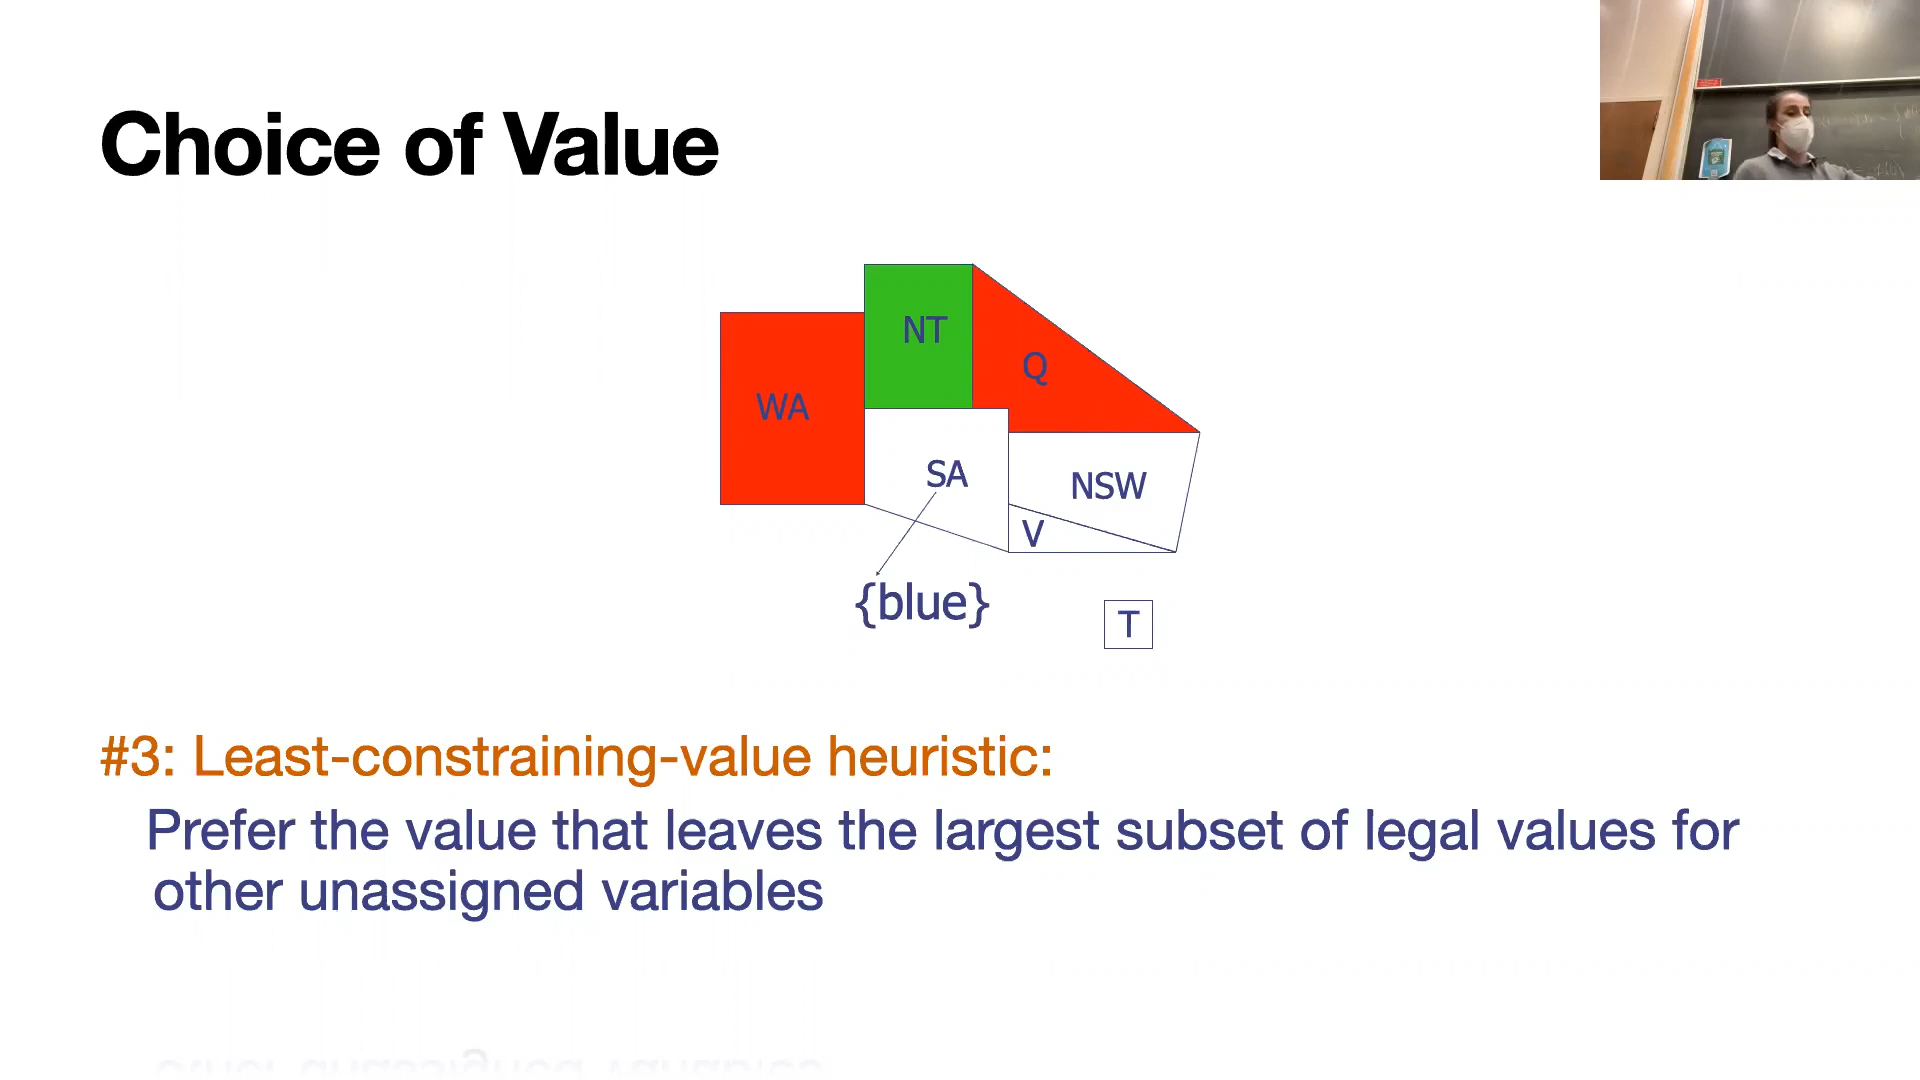 Choice of Value
NT
Q
WA
SA
NSW
V
{blue}
T
#3: Least-constraining-value heuristic:
Prefer the value that leaves the largest subset of legal values for
other unassigned variables